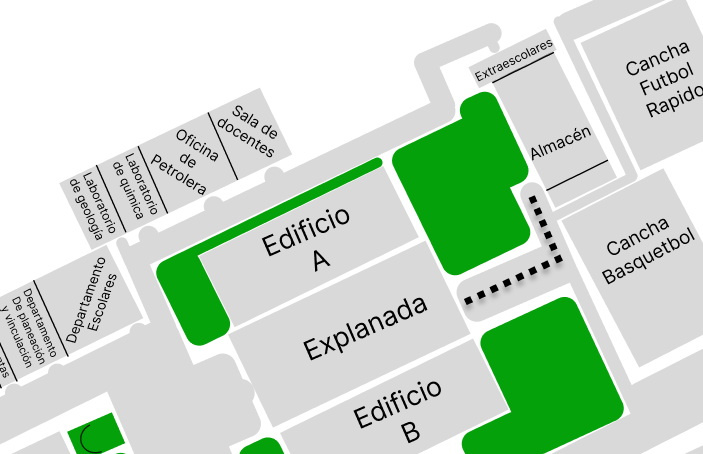 Extraescolares
Cancha
Futbol
Rapido
Sala de
docentes
Oficina
de
Petrolera
Laboratorio
de química
Laboratorio
de geología
Almacén
Edificio
A
Cancha
Basquetbol
Departamento
Escolares
Departamento
De planeación
y vinculación
Explanada
Edificio
B